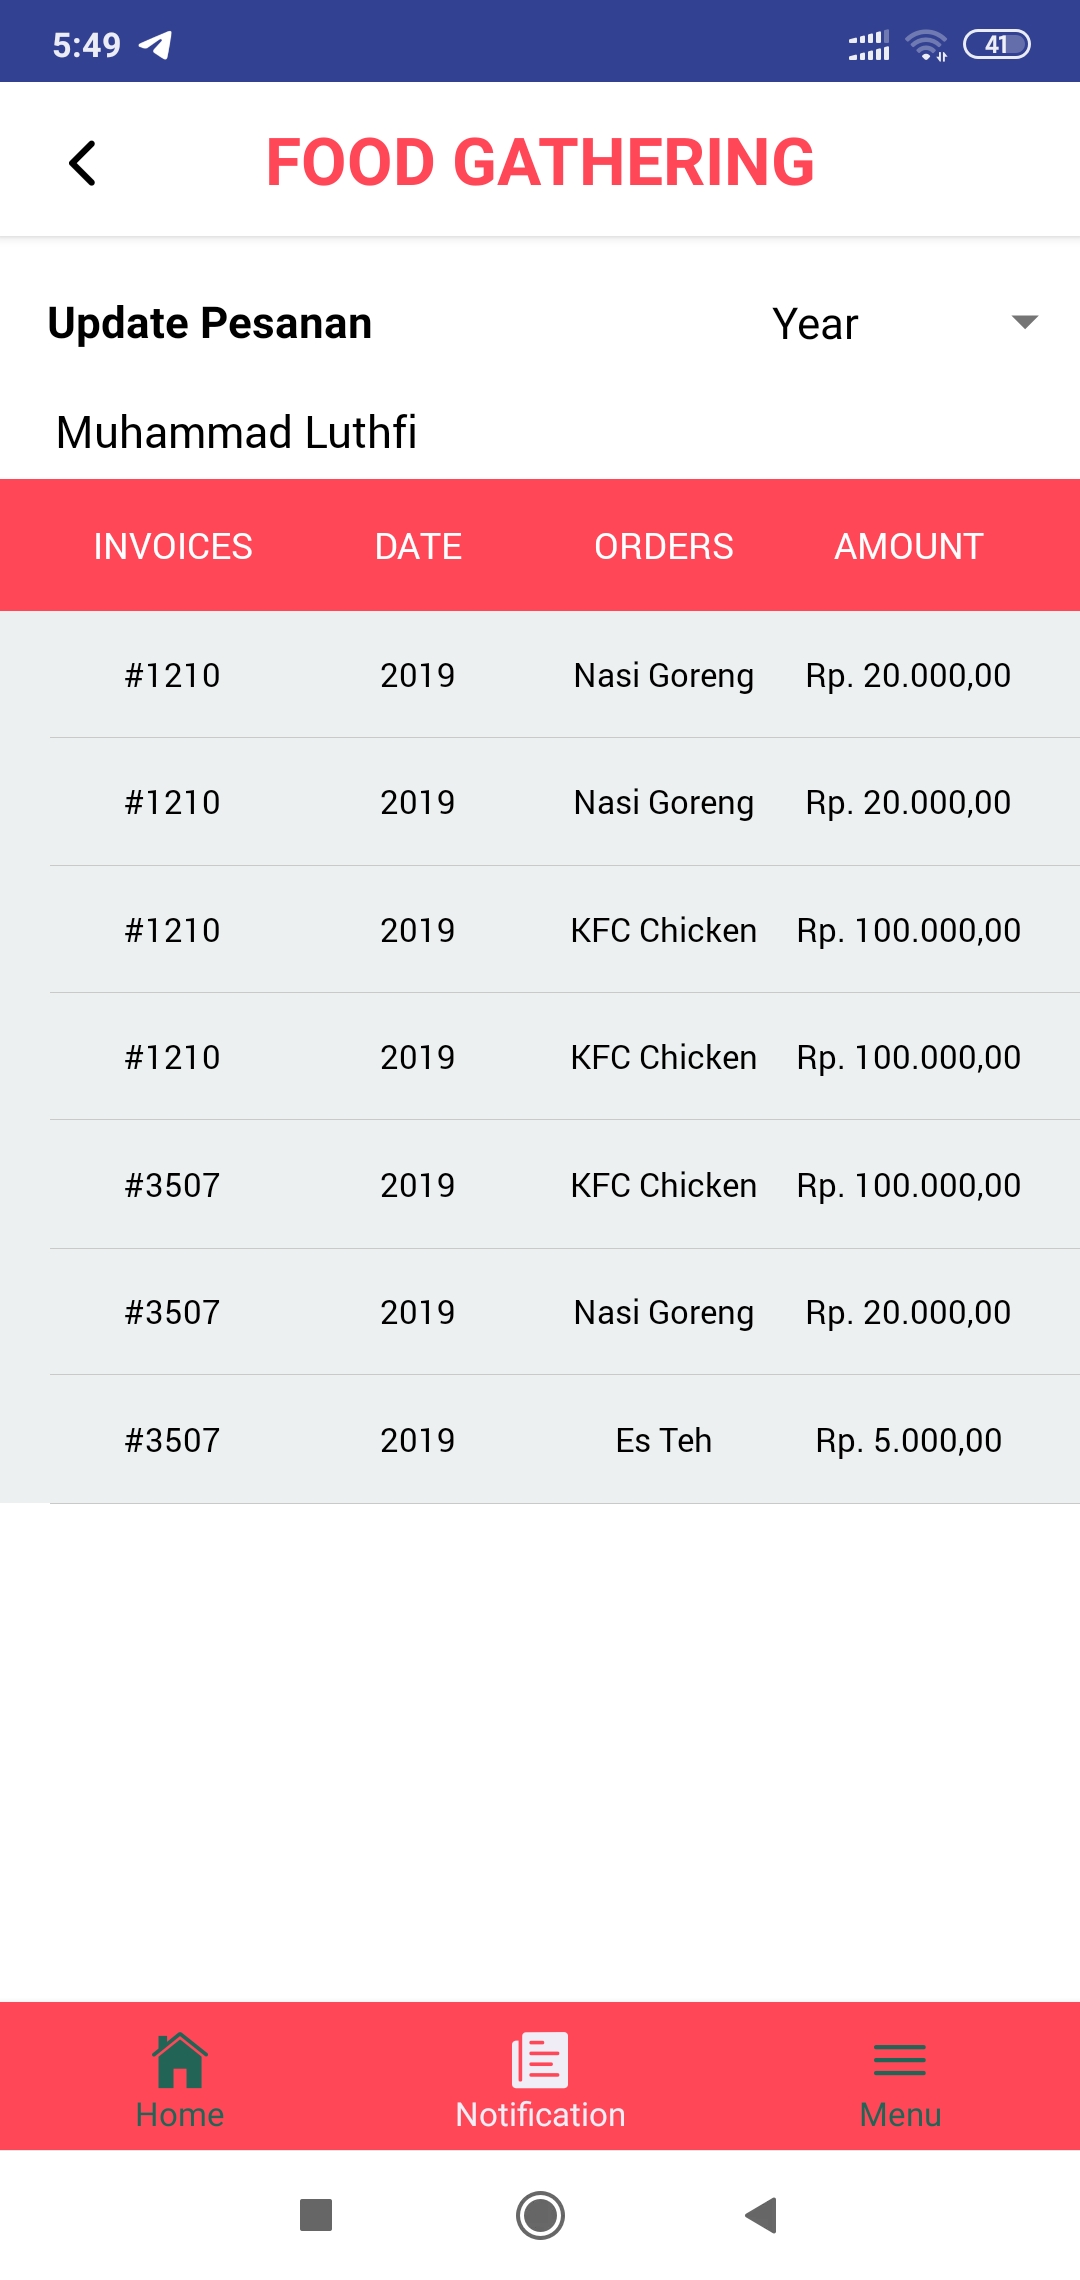 5:49 41
FOOD GATHERING
Update Pesanan Year
Muhammad Luthfi
INVOICES DATE ORDERS AMOUNT
#1210 2019 Nasi Goreng Rp. 20.000,00
#1210 2019 Nasi Goreng Rp. 20.000,00
#1210 2019 KFC Chicken Rp. 100.000,00
#1210 2019 KFC Chicken Rp. 100.000,00
#3507 2019 KFC Chicken Rp. 100.000,00
#3507 2019 Nasi Goreng Rp. 20.000,00
#3507 2019 Es Teh Rp. 5.000,00
Home Notification Menu